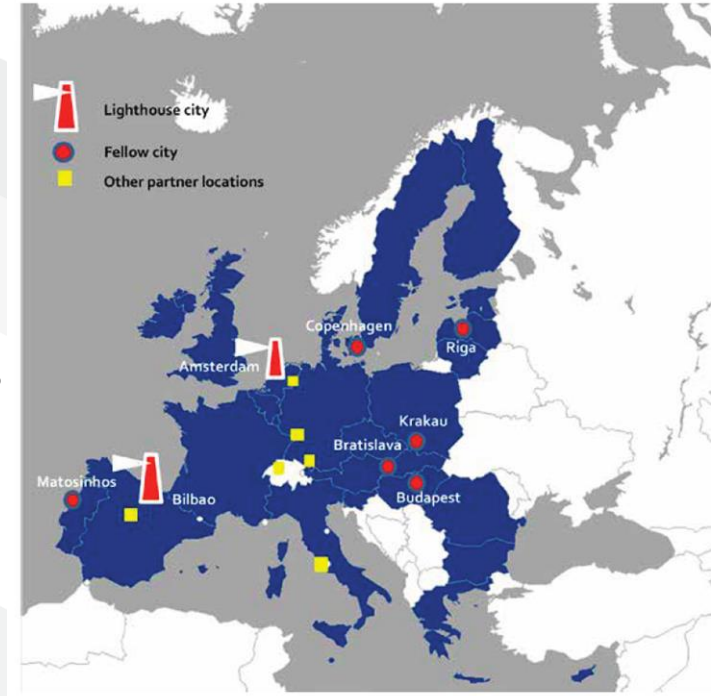 Lighthouse city
Fellow city
Other partner locations
Copenhagen
Riga
Amsterdam
Krakau
Bratislava
Budapest
Matosinhos
Bilbao